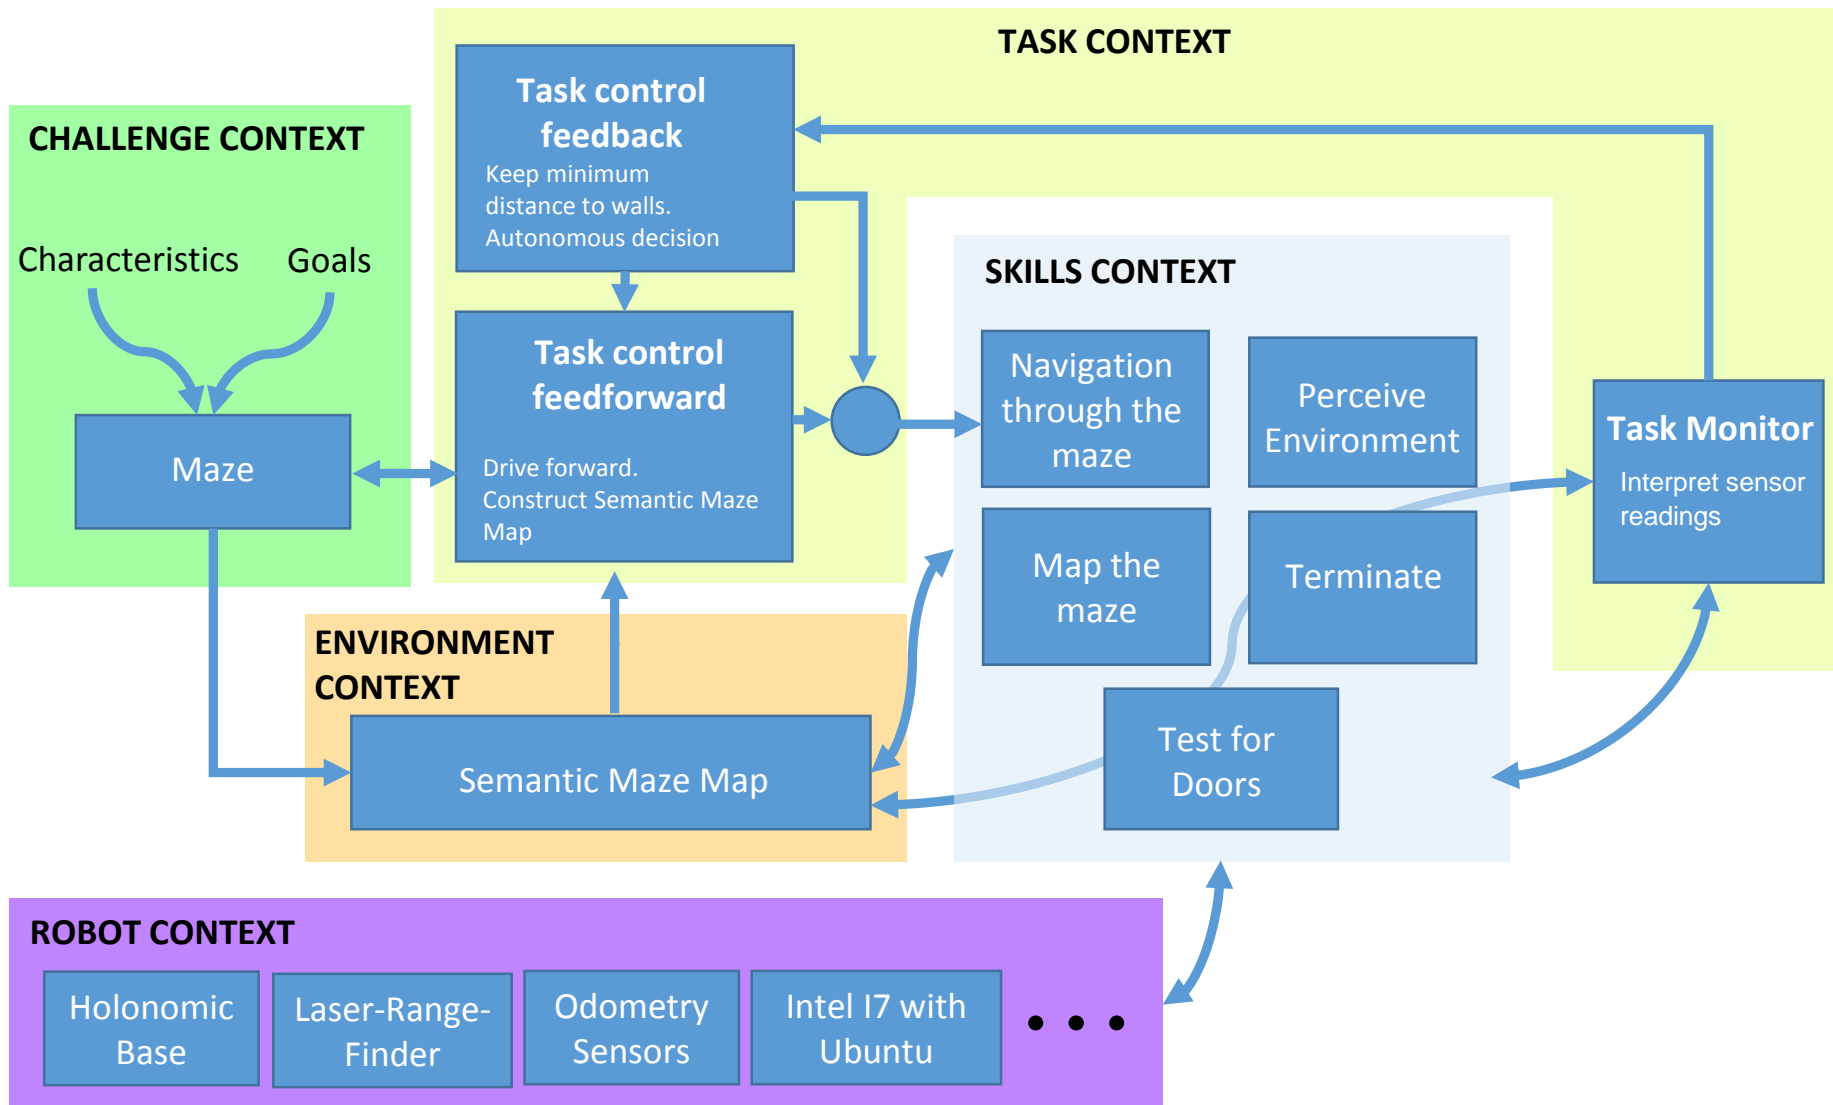 TASK CONTEXT
Task control
feedback
Keep minimum
distance to walls.
Autonomous decision
CHALLENGE CONTEXT
Characteristics
Goals
Maze
Task control
feedforward
Drive forward.
Construct Semantic Maze
Map
SKILLS CONTEXT
Navigation
through the
maze
Perceive
Environment
Map the
maze
Terminate
Test for
Doors
Task Monitor
Interpret sensor
readings
ENVIRONMENT
CONTEXT
Semantic Maze Map
ROBOT CONTEXT
Holonomic
Base
Laser-Range-
Finder
Odometry
Sensors
Intel I7 with
Ubuntu
• • •